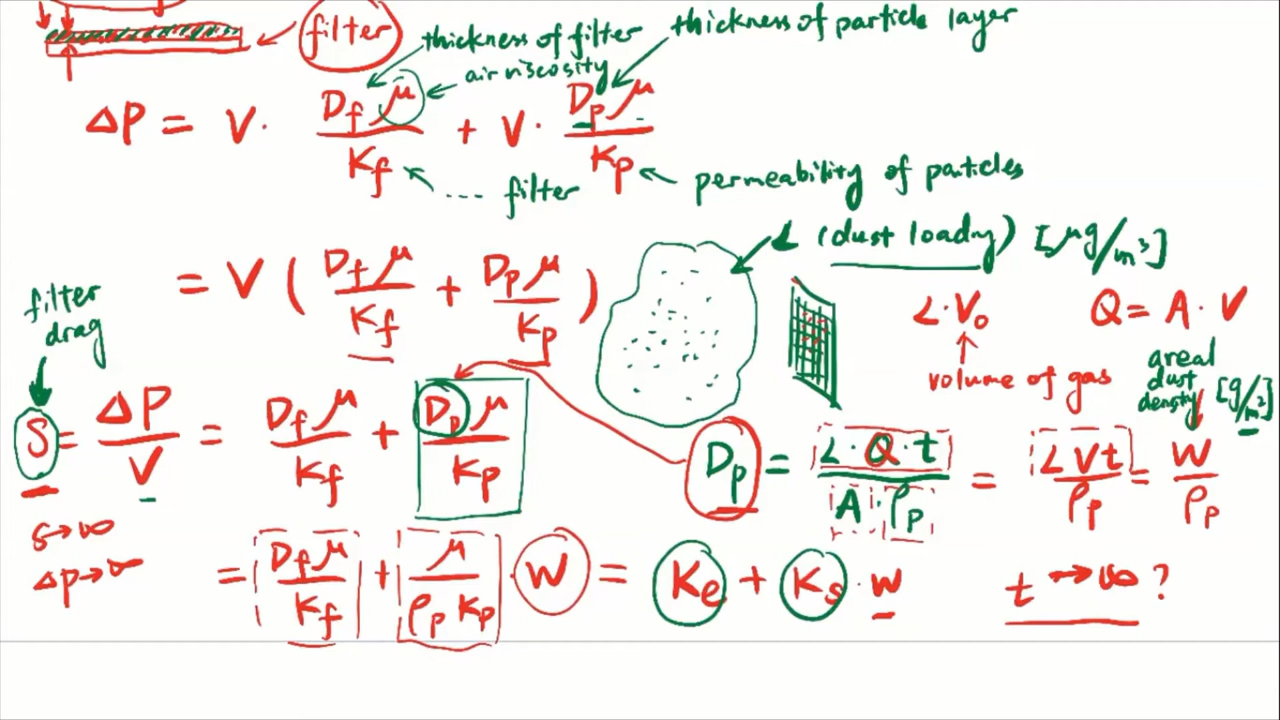 filter
thickness of filter
thickness of particle layer
air viscosity
ΔP = V · Df μ / Kf + V · Dp μ / Kp
.... filter
permeability of particles
L (dust loadng) [μg/m³]
= V ( Df μ / Kf + Dp μ / Kp )
L · V₀
Q = A · V
volume of gas
areal dust density [g/m²]
filter drag
S = ΔP / V = Df μ / Kf + Dp μ / Kp
Dp = L · Q · t / A · ρp = L V t / ρp = W / ρp
S → ∞
Δp → ∞
= Df μ / Kf + μ / ρp Kp · W = Ke + Ks · w
t → ∞ ?